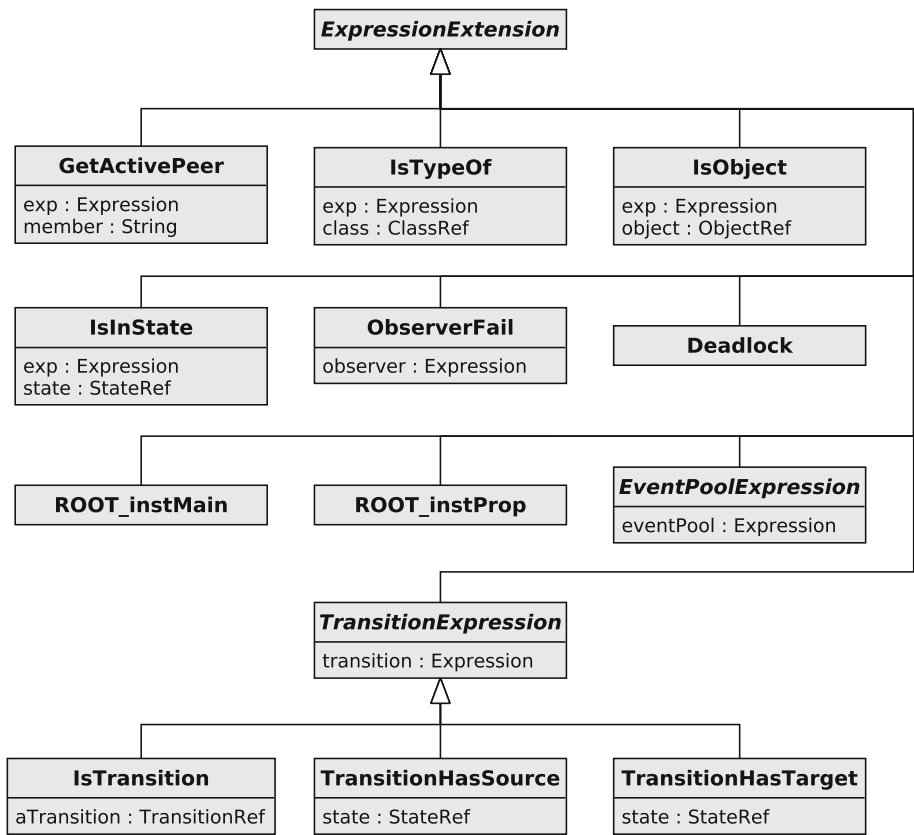 ExpressionExtension
GetActivePeer
exp : Expression
member : String
IsTypeOf
exp : Expression
class : ClassRef
IsObject
exp : Expression
object : ObjectRef
IsInState
exp : Expression
state : StateRef
ObserverFail
observer : Expression
Deadlock
ROOT_instMain
ROOT_instProp
EventPoolExpression
eventPool : Expression
TransitionExpression
transition : Expression
IsTransition
aTransition : TransitionRef
TransitionHasSource
state : StateRef
TransitionHasTarget
state : StateRef